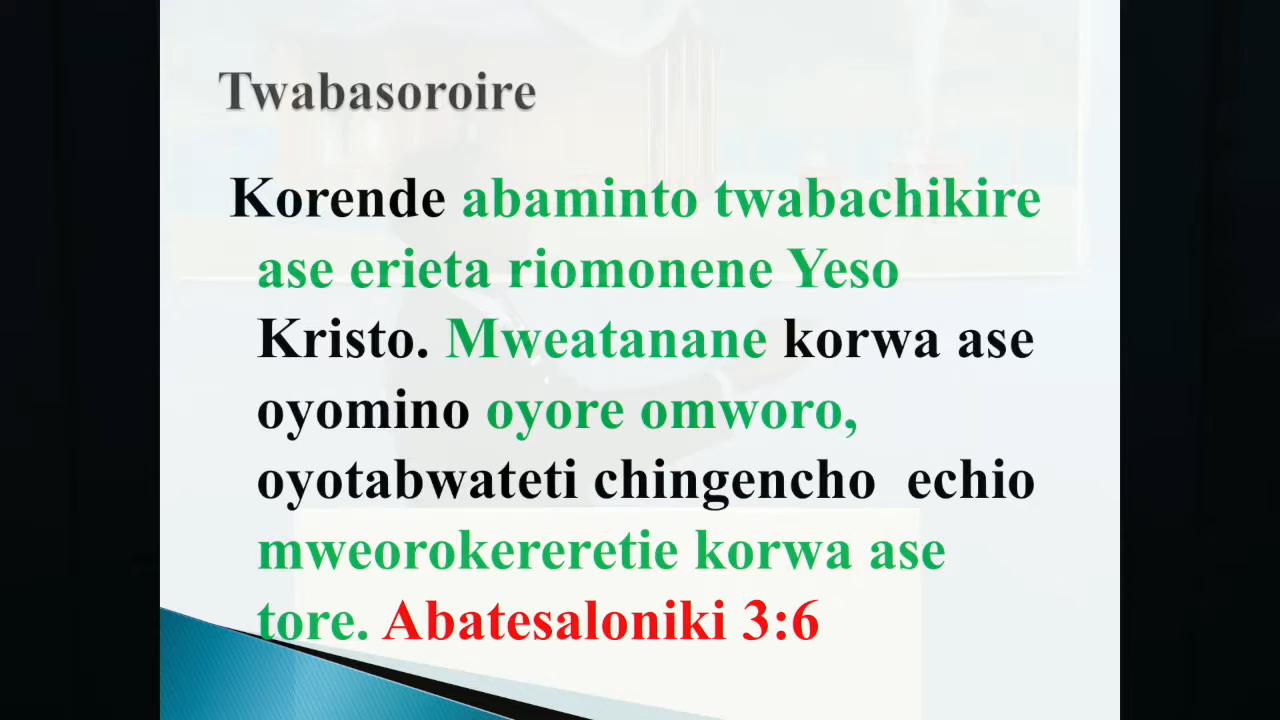 Twabasoroire
Korende abaminto twabachikire
ase erieta riomonene Yeso
Kristo. Mweatanane korwa ase
oyomino oyore omworo,
oyotabwateti chingencho echio
mweorokereretie korwa ase
tore. Abatesaloniki 3:6